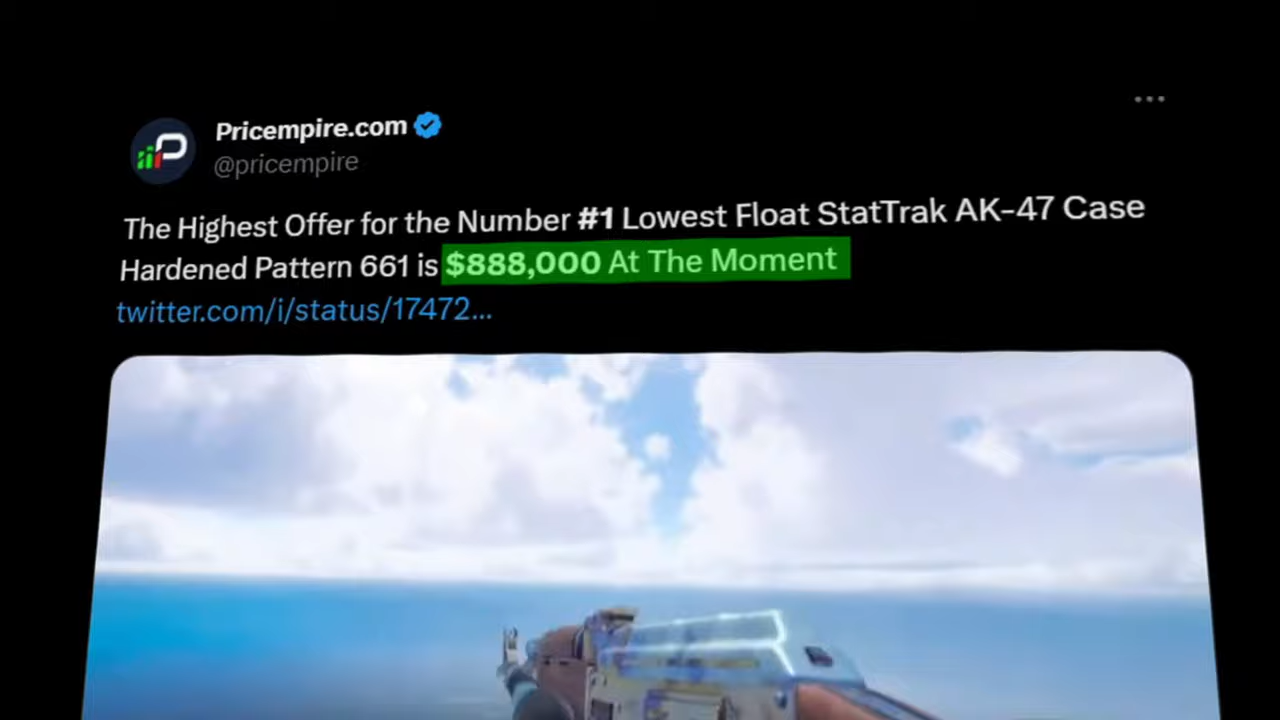 Pricempire.com
@pricempire
The Highest Offer for the Number #1 Lowest Float StatTrak AK-47 Case
Hardened Pattern 661 is $888,000 At The Moment
twitter.com/i/status/17472...